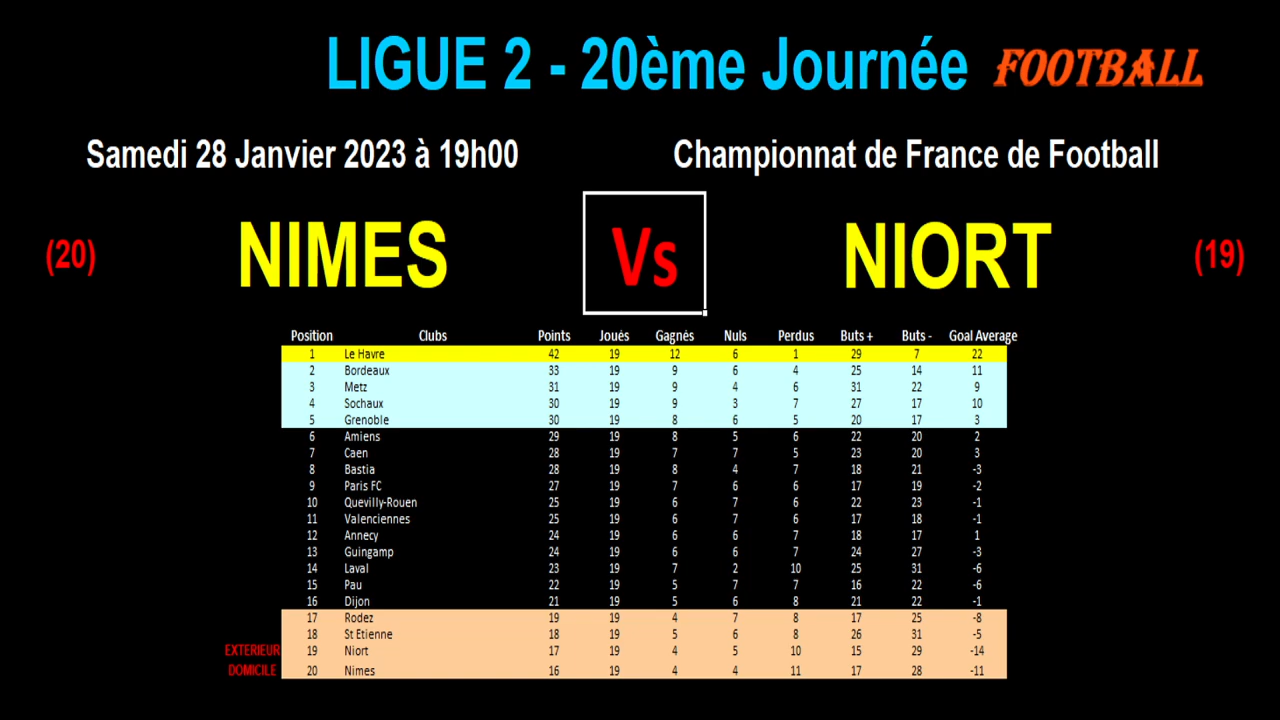 LIGUE 2 - 20ème Journée FOOTBALL
Samedi 28 Janvier 2023 à 19h00 Championnat de France de Football
(20) NIMES Vs NIORT (19)
Position Clubs Points Joués Gagnés Nuls Perdus Buts + Buts - Goal Average
1 Le Havre 42 19 12 6 1 29 7 22
2 Bordeaux 33 19 9 6 4 25 14 11
3 Metz 31 19 9 4 6 31 22 9
4 Sochaux 30 19 9 3 7 27 17 10
5 Grenoble 30 19 8 6 5 20 17 3
6 Amiens 29 19 8 5 6 22 20 2
7 Caen 28 19 7 7 5 23 20 3
8 Bastia 28 19 8 4 7 18 21 -3
9 Paris FC 27 19 7 6 6 17 19 -2
10 Quevilly-Rouen 25 19 6 7 6 22 23 -1
11 Valenciennes 25 19 6 7 6 17 18 -1
12 Annecy 24 19 6 6 7 18 17 1
13 Guingamp 24 19 6 6 7 24 27 -3
14 Laval 23 19 7 2 10 25 31 -6
15 Pau 22 19 5 7 7 16 22 -6
16 Dijon 21 19 5 6 8 21 22 -1
17 Rodez 19 19 4 7 8 17 25 -8
18 St Etienne 18 19 5 6 8 26 31 -5
EXTERIEUR 19 Niort 17 19 4 5 10 15 29 -14
DOMICILE 20 Nimes 16 19 4 4 11 17 28 -11